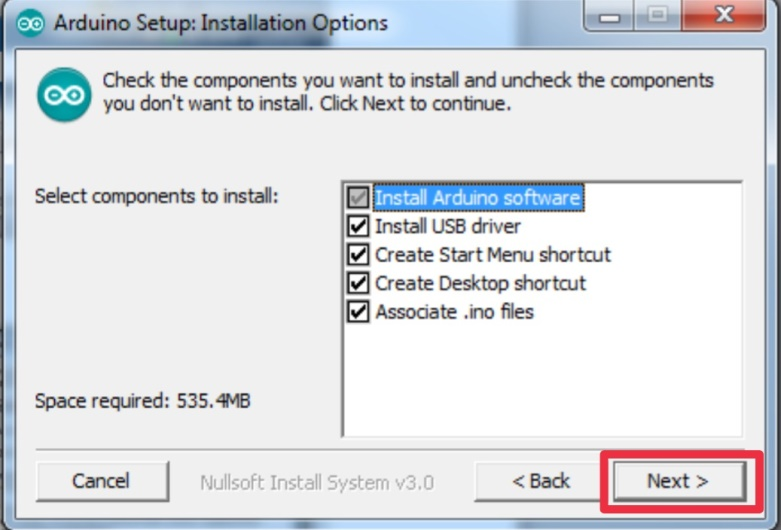 Arduino Setup: Installation Options
Check the components you want to install and uncheck the components
you don't want to install. Click Next to continue.
Select components to install:
Install Arduino software
Install USB driver
Create Start Menu shortcut
Create Desktop shortcut
Associate .ino files
Space required: 535.4MB
Cancel
Nullsoft Install System v3.0
< Back
Next >